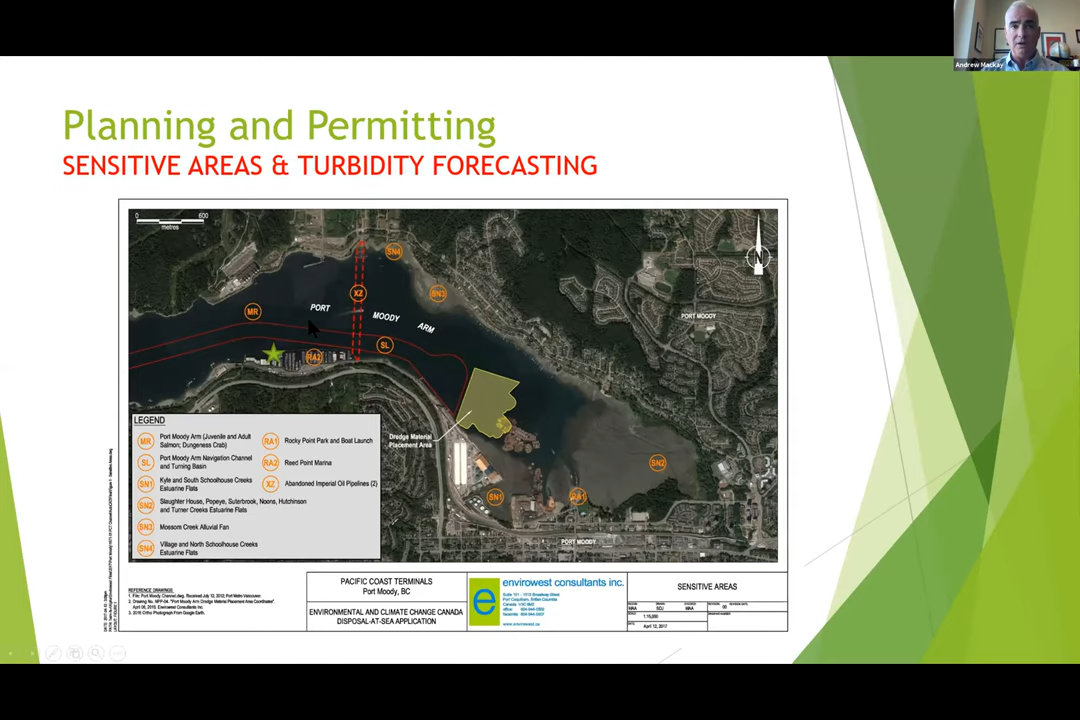 Andrew Mackay
Planning and Permitting
SENSITIVE AREAS & TURBIDITY FORECASTING
0 600
metres
SN4
SN3
XZ
MR
PORT
MOODY
ARM
N
PORT MOODY
SL
RA2
Dredge Material
Placement Area
SN2
SN1
RA1
PORT MOODY
LEGEND
MR Port Moody Arm (Juvenile and Adult
Salmon; Dungeness Crab)
SL Port Moody Arm Navigation Channel
and Turning Basin
SN1 Kyle and South Schoolhouse Creeks
Estuarine Flats
SN2 Slaughter House, Popeye, Suterbrook, Noons, Hutchinson
and Turner Creeks Estuarine Flats
SN3 Mossom Creek Alluvial Fan
SN4 Village and North Schoolhouse Creeks
Estuarine Flats
RA1 Rocky Point Park and Boat Launch
RA2 Reed Point Marina
XZ Abandoned Imperial Oil Pipelines (2)
REFERENCE DRAWINGS
PACIFIC COAST TERMINALS
Port Moody, BC
ENVIRONMENTAL AND CLIMATE CHANGE CANADA
DISPOSAL-AT-SEA APPLICATION
e
envirowest consultants inc.
www.envirowest.ca
SENSITIVE AREAS
April 12, 2017